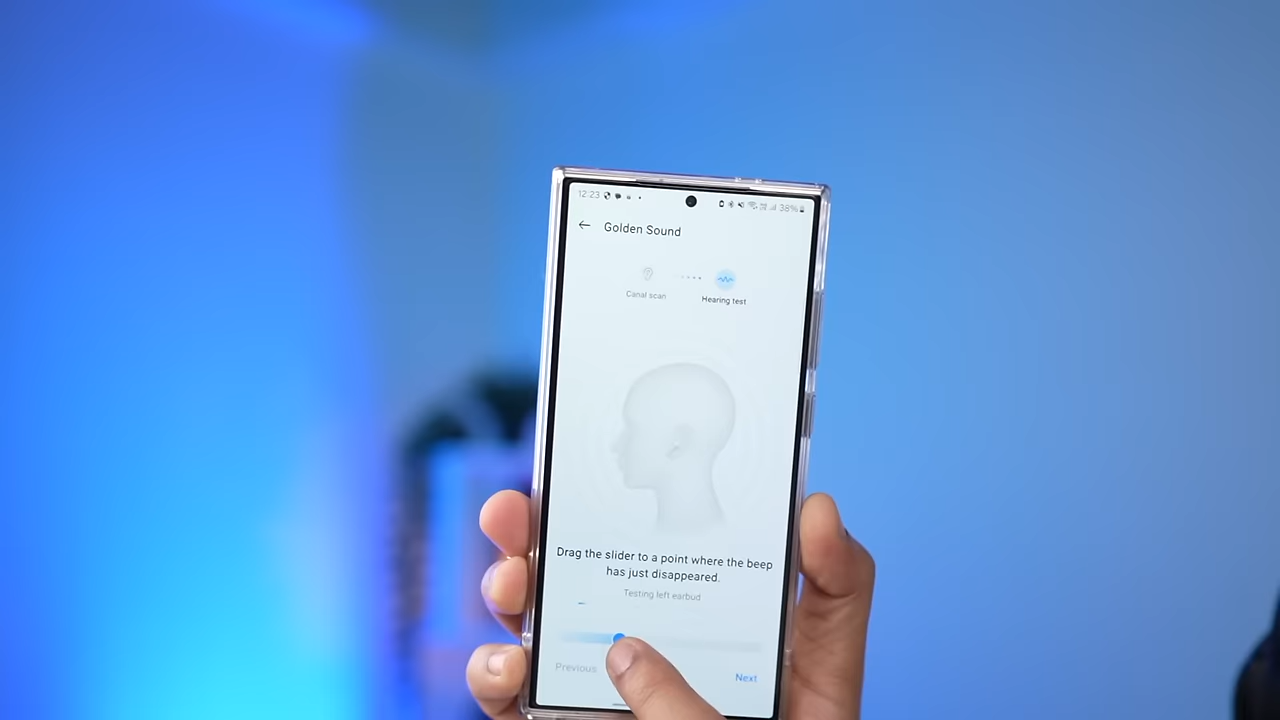 12:23
38%
Golden Sound
Canal scan
Hearing test
Drag the slider to a point where the beep
has just disappeared.
Testing left earbud
Previous
Next